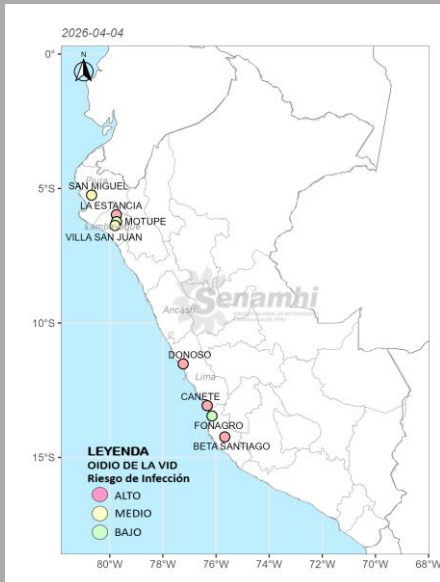 2026-04-04
N
0°
Piura
SAN MIGUEL
5°S
LA ESTANCIA
MOTUPE
Lambayeque
VILLA SAN JUAN
Senamhi
Ancash
10°S
DONOSO
Lima
CANETE
FONAGRO
BETA SANTIAGO
15°S
LEYENDA
OIDIO DE LA VID
Riesgo de Infección
ALTO
MEDIO
BAJO
80°W 78°W 76°W 74°W 72°W 70°W 68°W